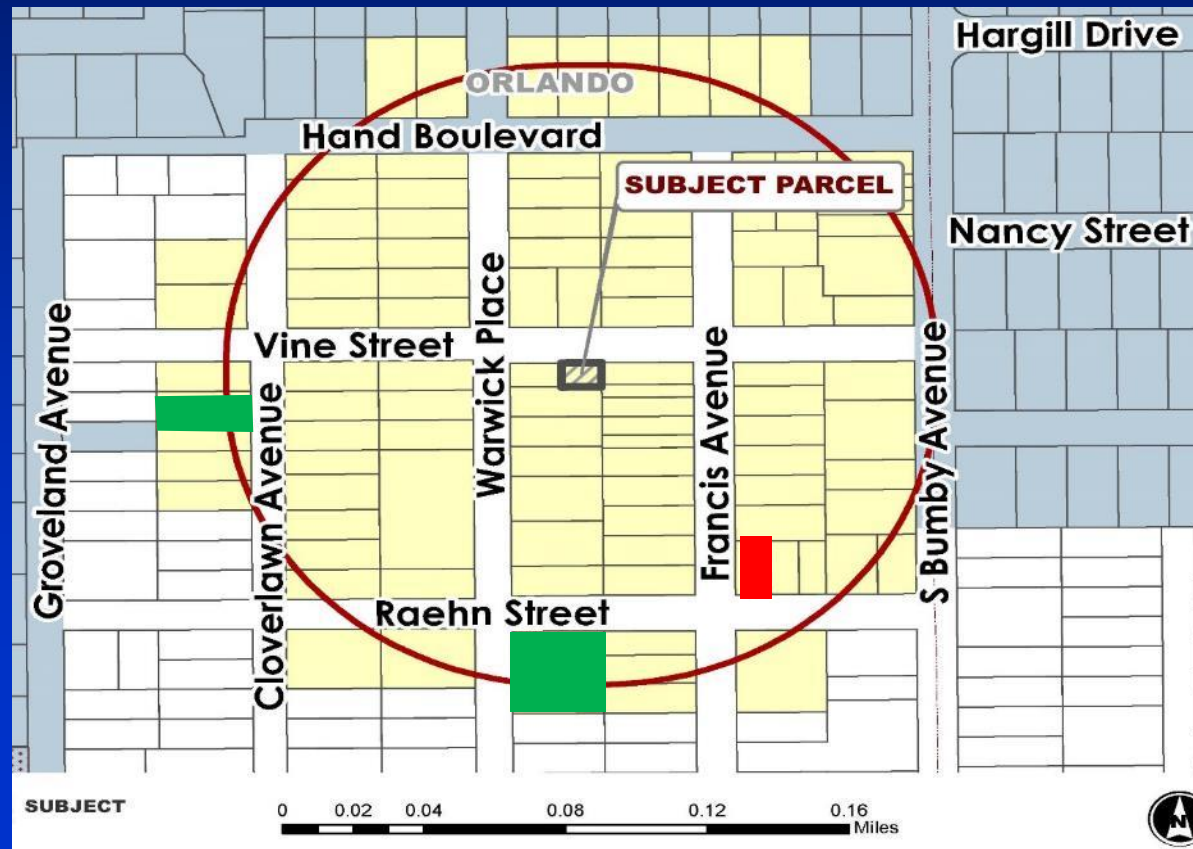 Hargill Drive
ORLANDO
Hand Boulevard
SUBJECT PARCEL
Nancy Street
Vine Street
Warwick Place
Groveland Avenue
Cloverlawn Avenue
Francis Avenue
S Bumby Avenue
Raehn Street
SUBJECT
0 0.02 0.04 0.08 0.12 0.16
Miles
N